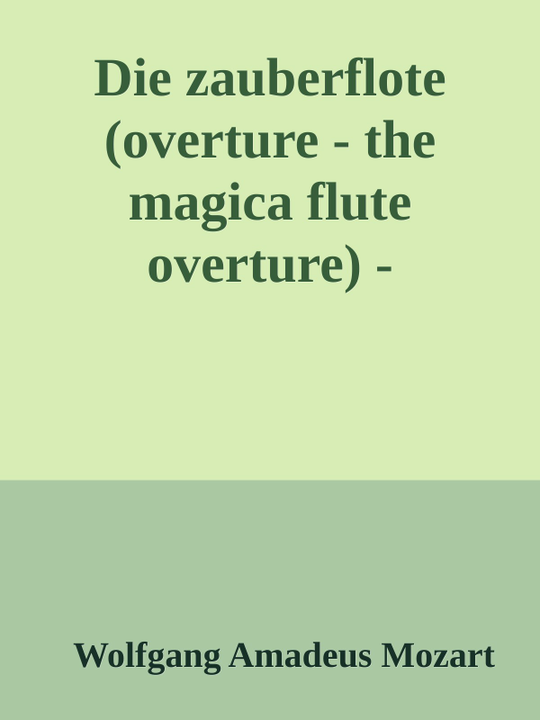 Die zauberflote
(overture - the
magica flute
overture) -
Wolfgang Amadeus Mozart